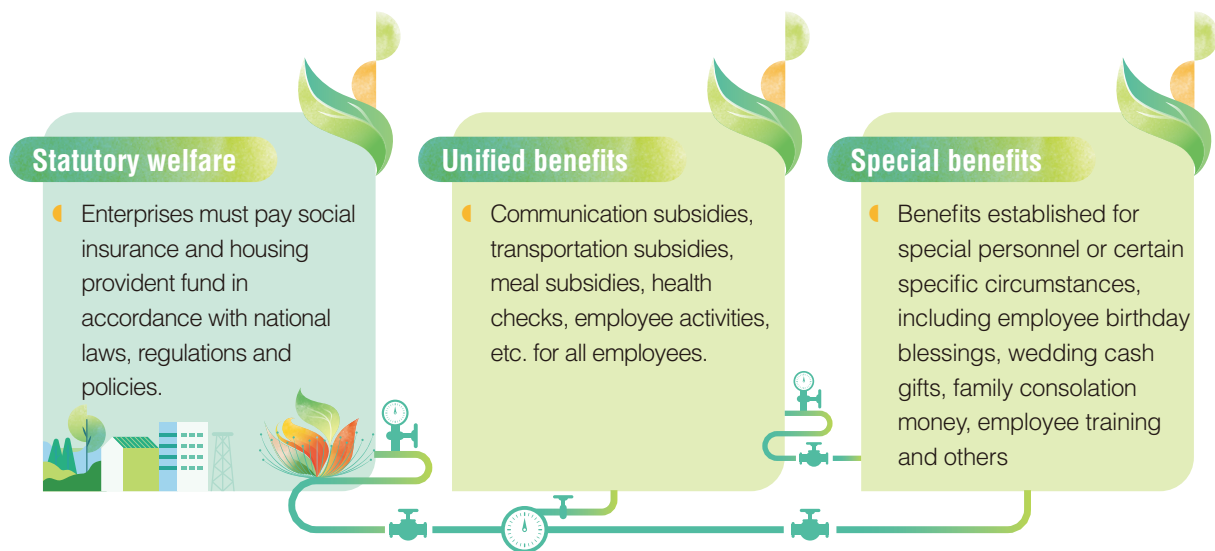 Statutory welfare
Enterprises must pay social
insurance and housing
provident fund in
accordance with national
laws, regulations and
policies.
Unified benefits
Communication subsidies,
transportation subsidies,
meal subsidies, health
checks, employee activities,
etc. for all employees.
Special benefits
Benefits established for
special personnel or certain
specific circumstances,
including employee birthday
blessings, wedding cash
gifts, family consolation
money, employee training
and others